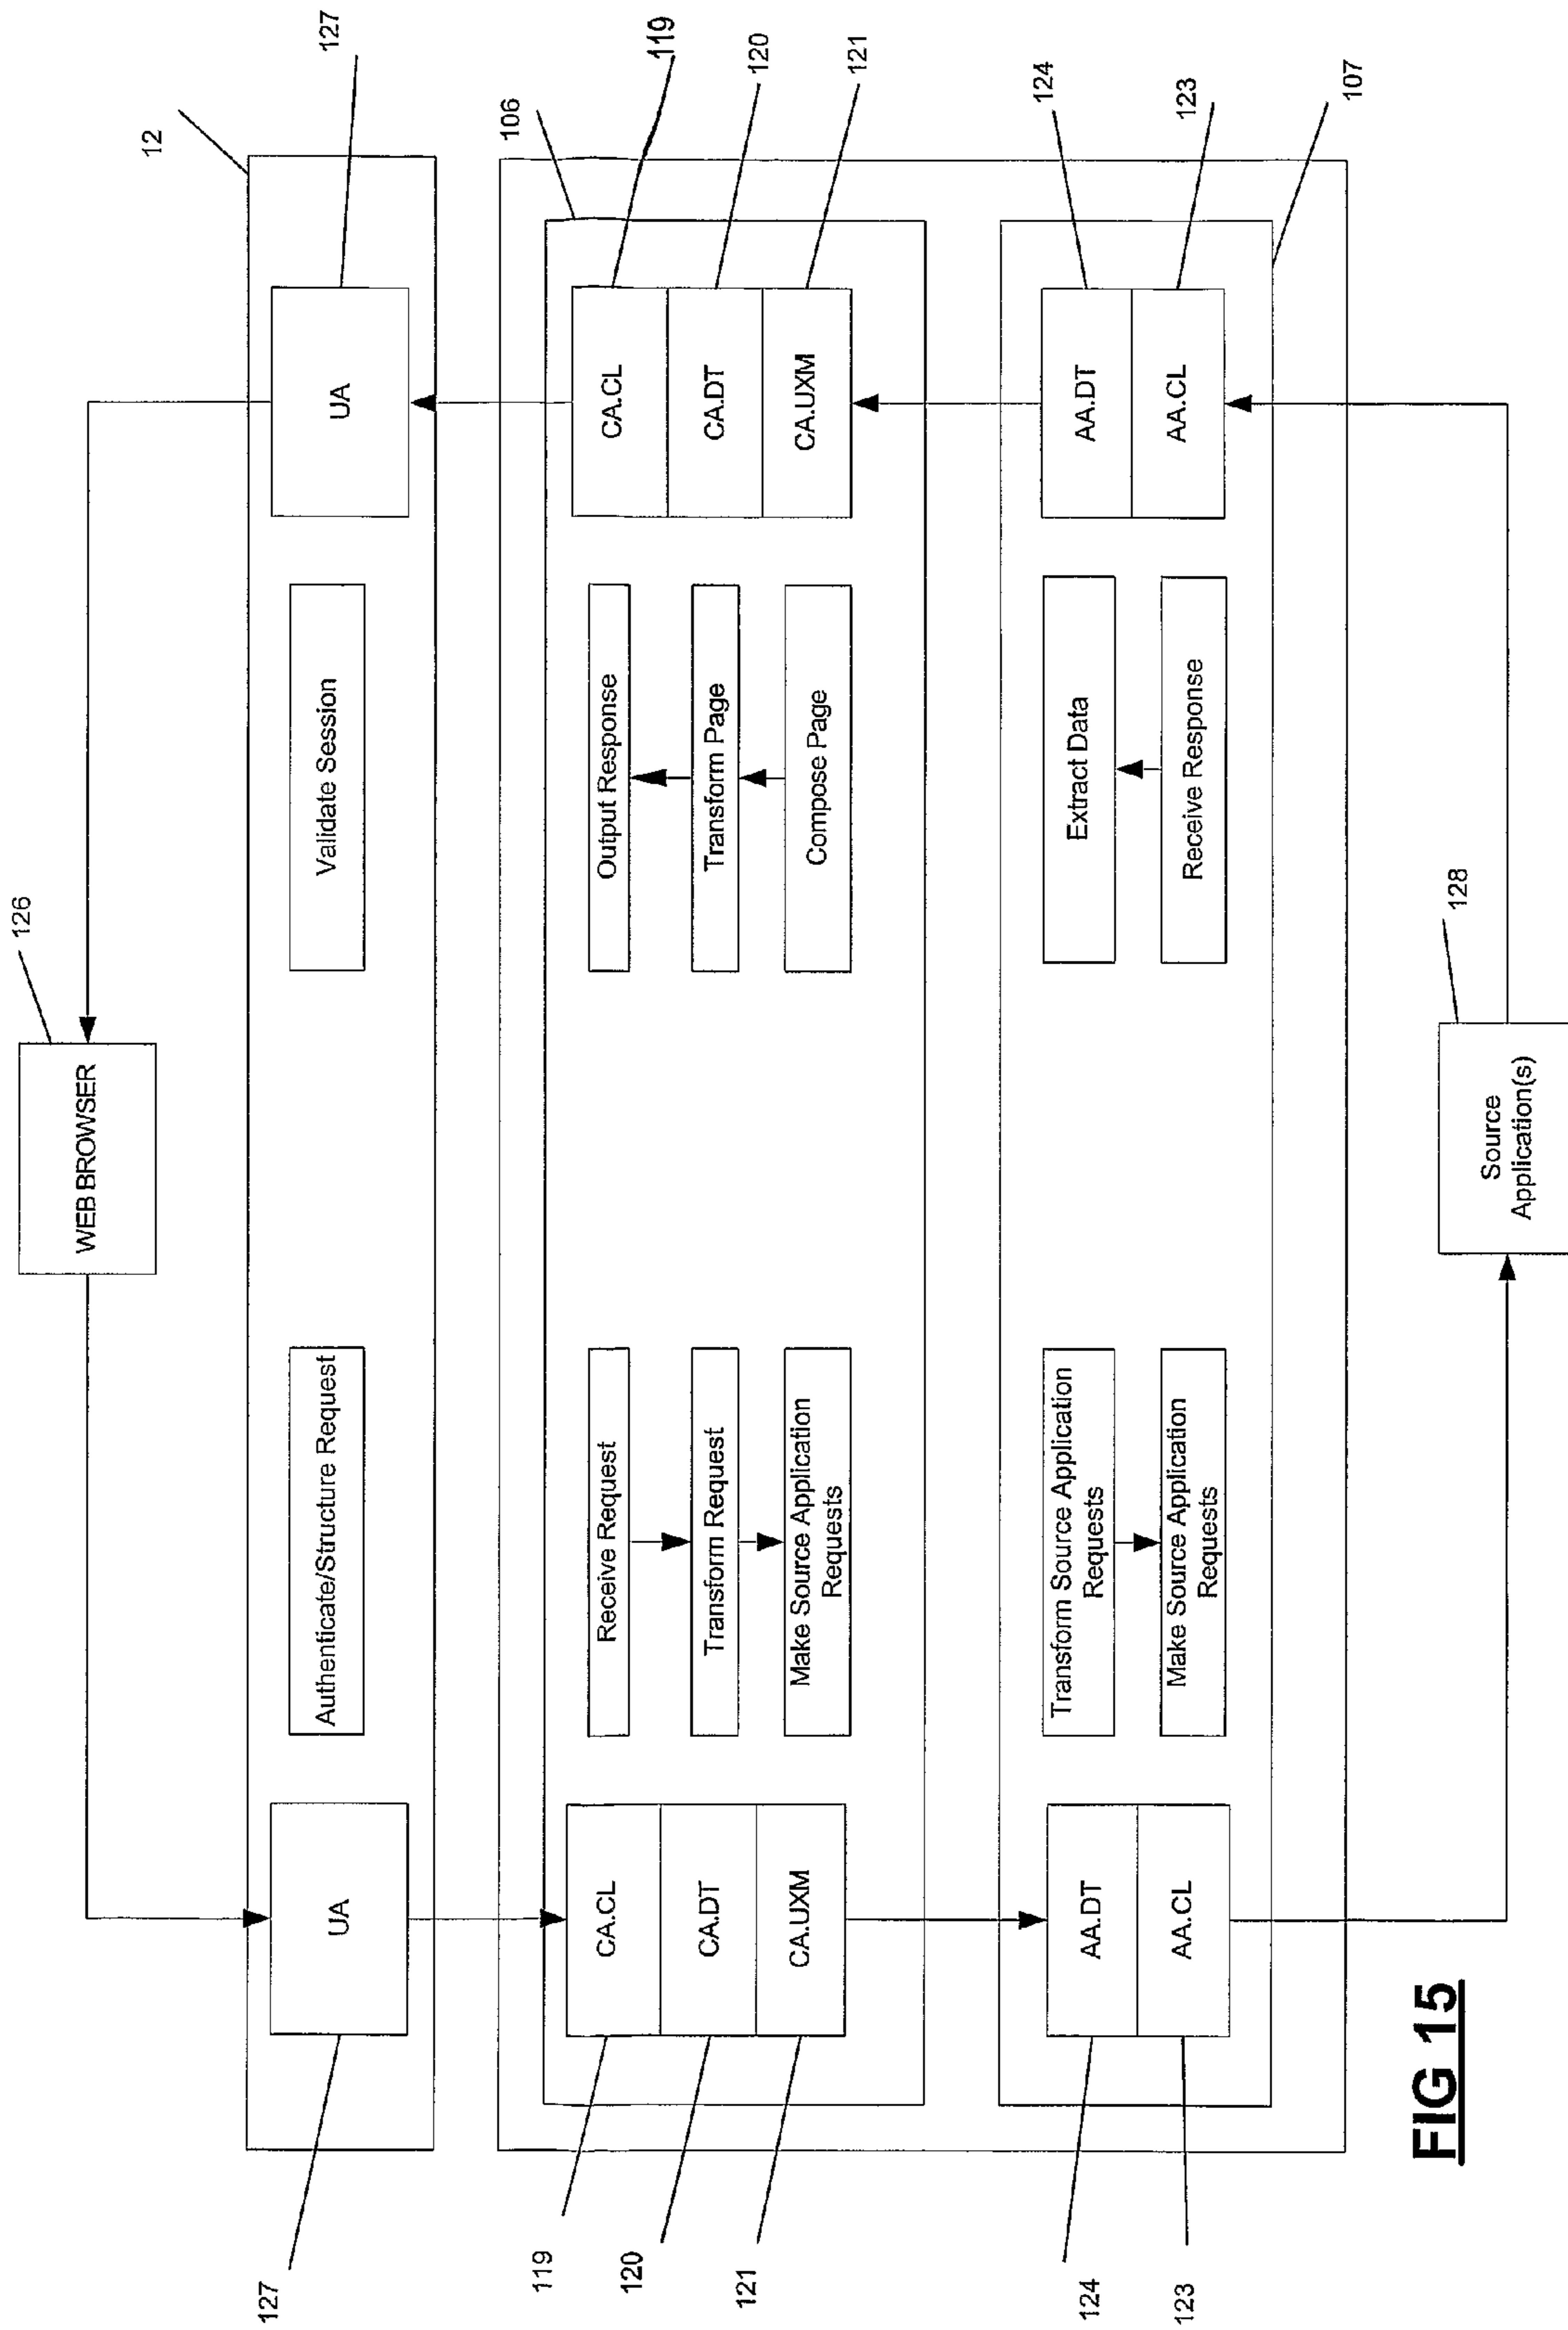 126
WEB BROWSER
12
127
UA
Authenticate/Structure Request
Validate Session
UA
127
106
119
CA.CL
Receive Request
Output Response
CA.CL
119
120
CA.DT
Transform Request
Transform Page
CA.DT
120
121
CA.UXM
Make Source Application
Requests
Compose Page
CA.UXM
121
124
AA.DT
Transform Source Application
Requests
Extract Data
AA.DT
124
123
AA.CL
Make Source Application
Requests
Receive Response
AA.CL
123
107
128
Source
Application(s)
FIG 15